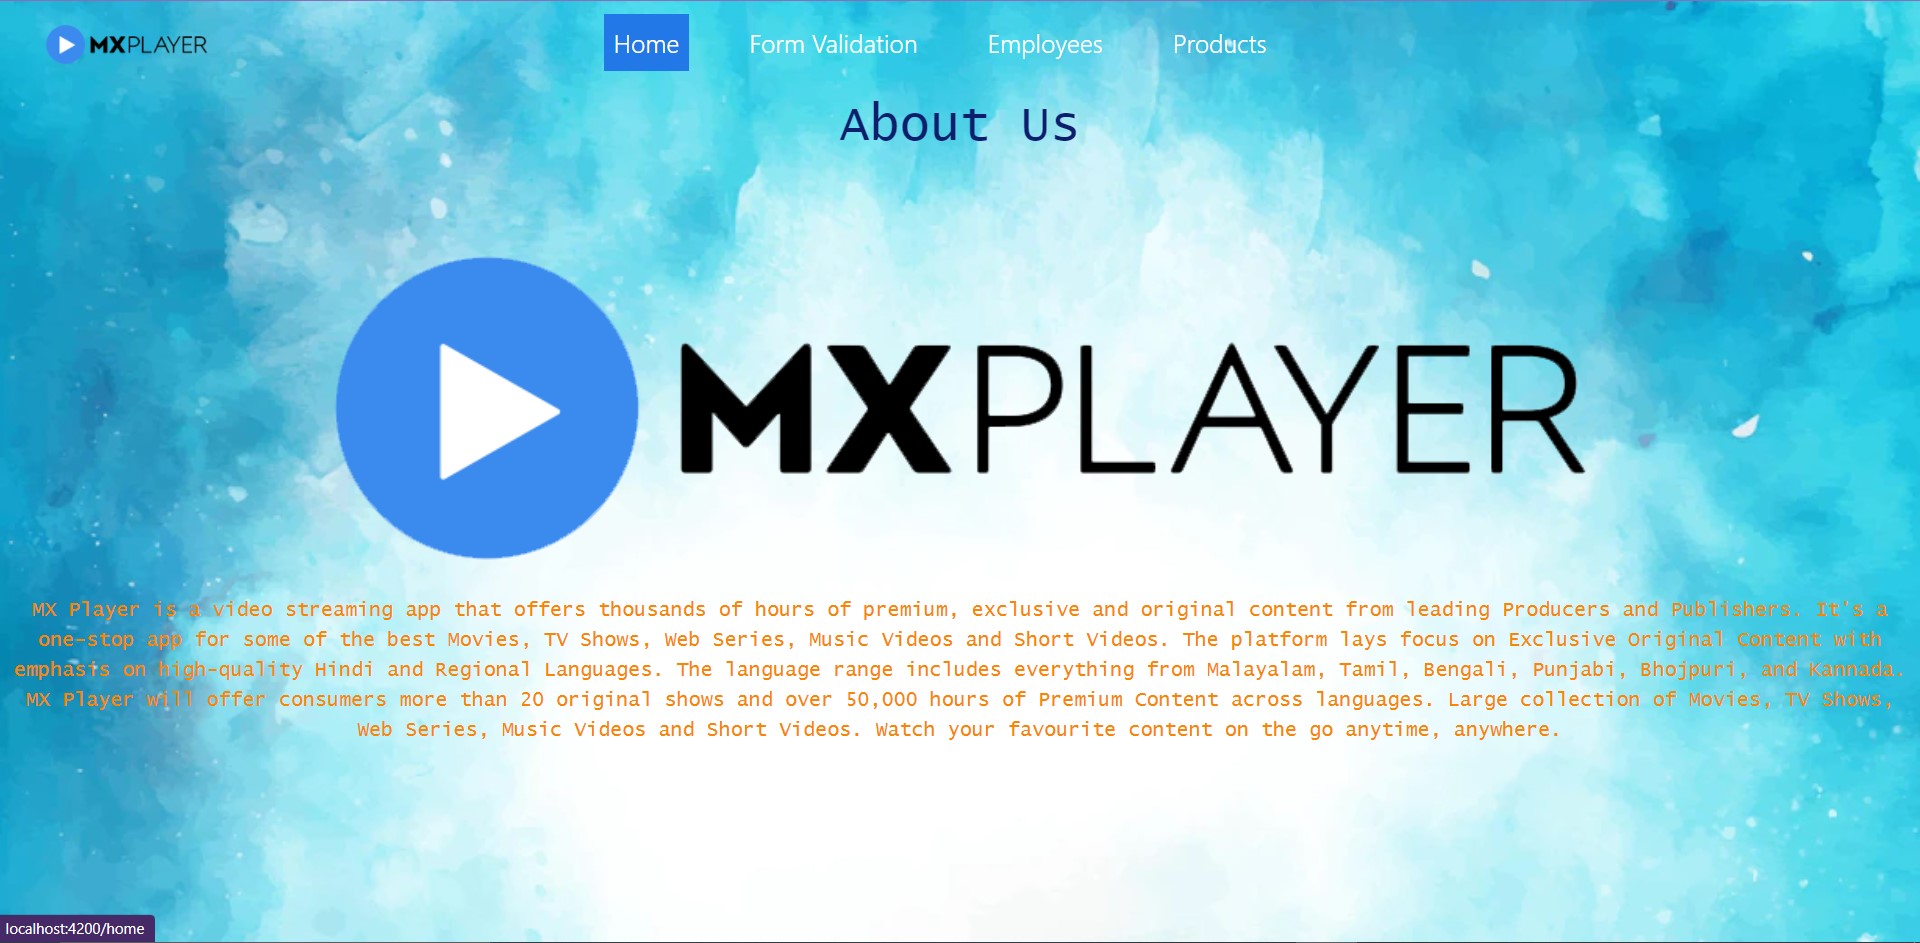 MXPLAYER
Home
Form Validation
Employees
Products
About Us
MXPLAYER
MX Player is a video streaming app that offers thousands of hours of premium, exclusive and original content from leading Producers and Publishers. It's a
one-stop app for some of the best Movies, TV Shows, Web Series, Music Videos and Short Videos. The platform lays focus on Exclusive Original Content with
emphasis on high-quality Hindi and Regional Languages. The language range includes everything from Malayalam, Tamil, Bengali, Punjabi, Bhojpuri, and Kannada.
MX Player will offer consumers more than 20 original shows and over 50,000 hours of Premium Content across languages. Large collection of Movies, TV Shows,
Web Series, Music Videos and Short Videos. Watch your favourite content on the go anytime, anywhere.
localhost:4200/home